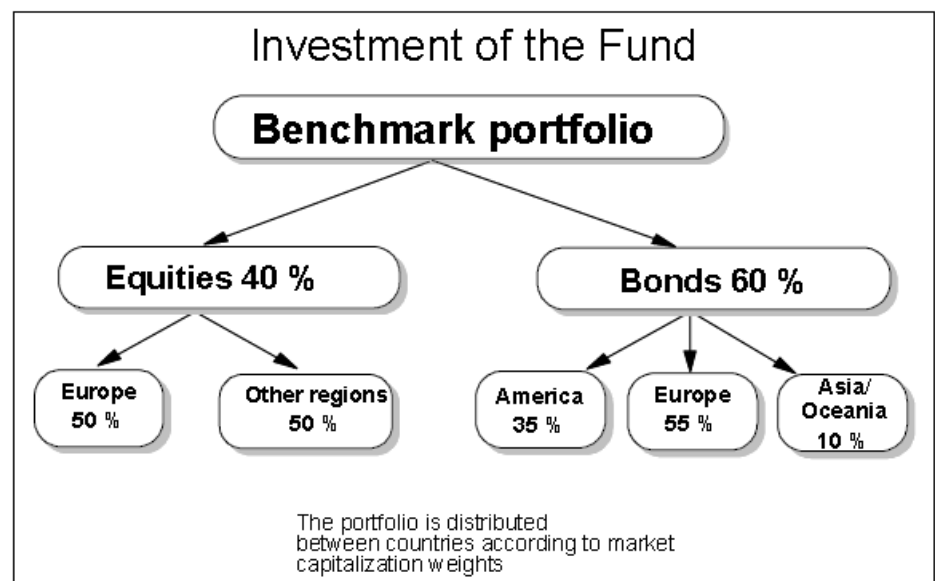 Investment of the Fund
Benchmark portfolio
Equities 40 %
Bonds 60 %
Europe
50 %
Other regions
50 %
America
35 %
Europe
55 %
Asia/
Oceania
10 %
The portfolio is distributed
between countries according to market
capitalization weights